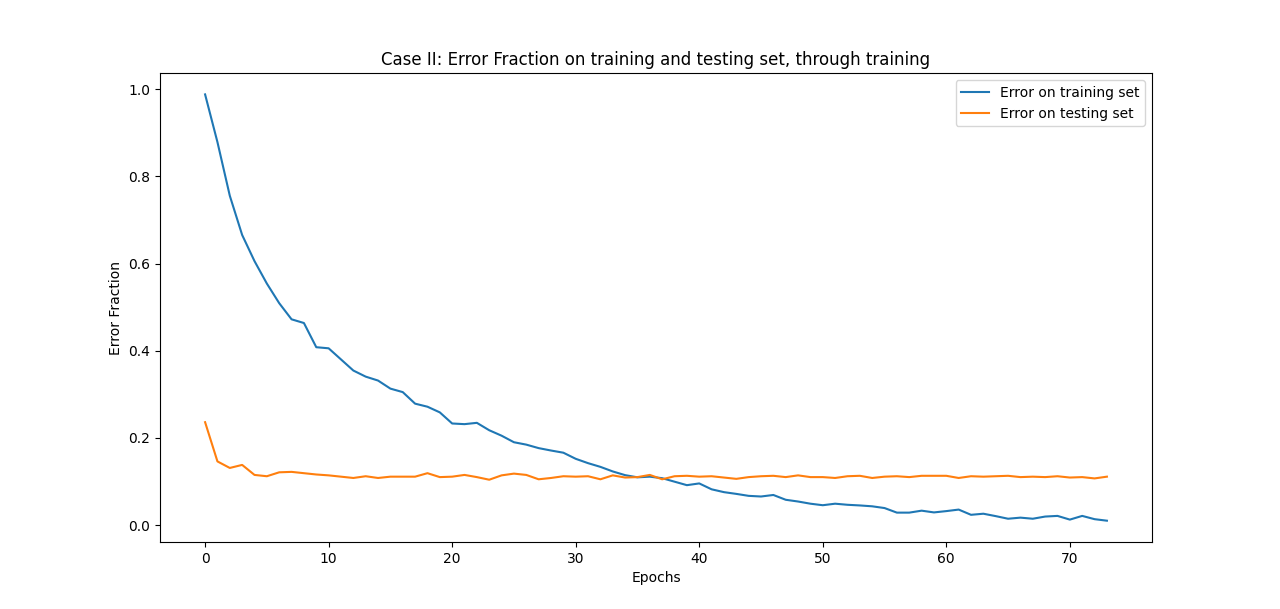 Case II: Error Fraction on training and testing set, through training
Error on training set
Error on testing set
Error Fraction
1.0
0.8
0.6
0.4
0.2
0.0
0 10 20 30 40 50 60 70
Epochs